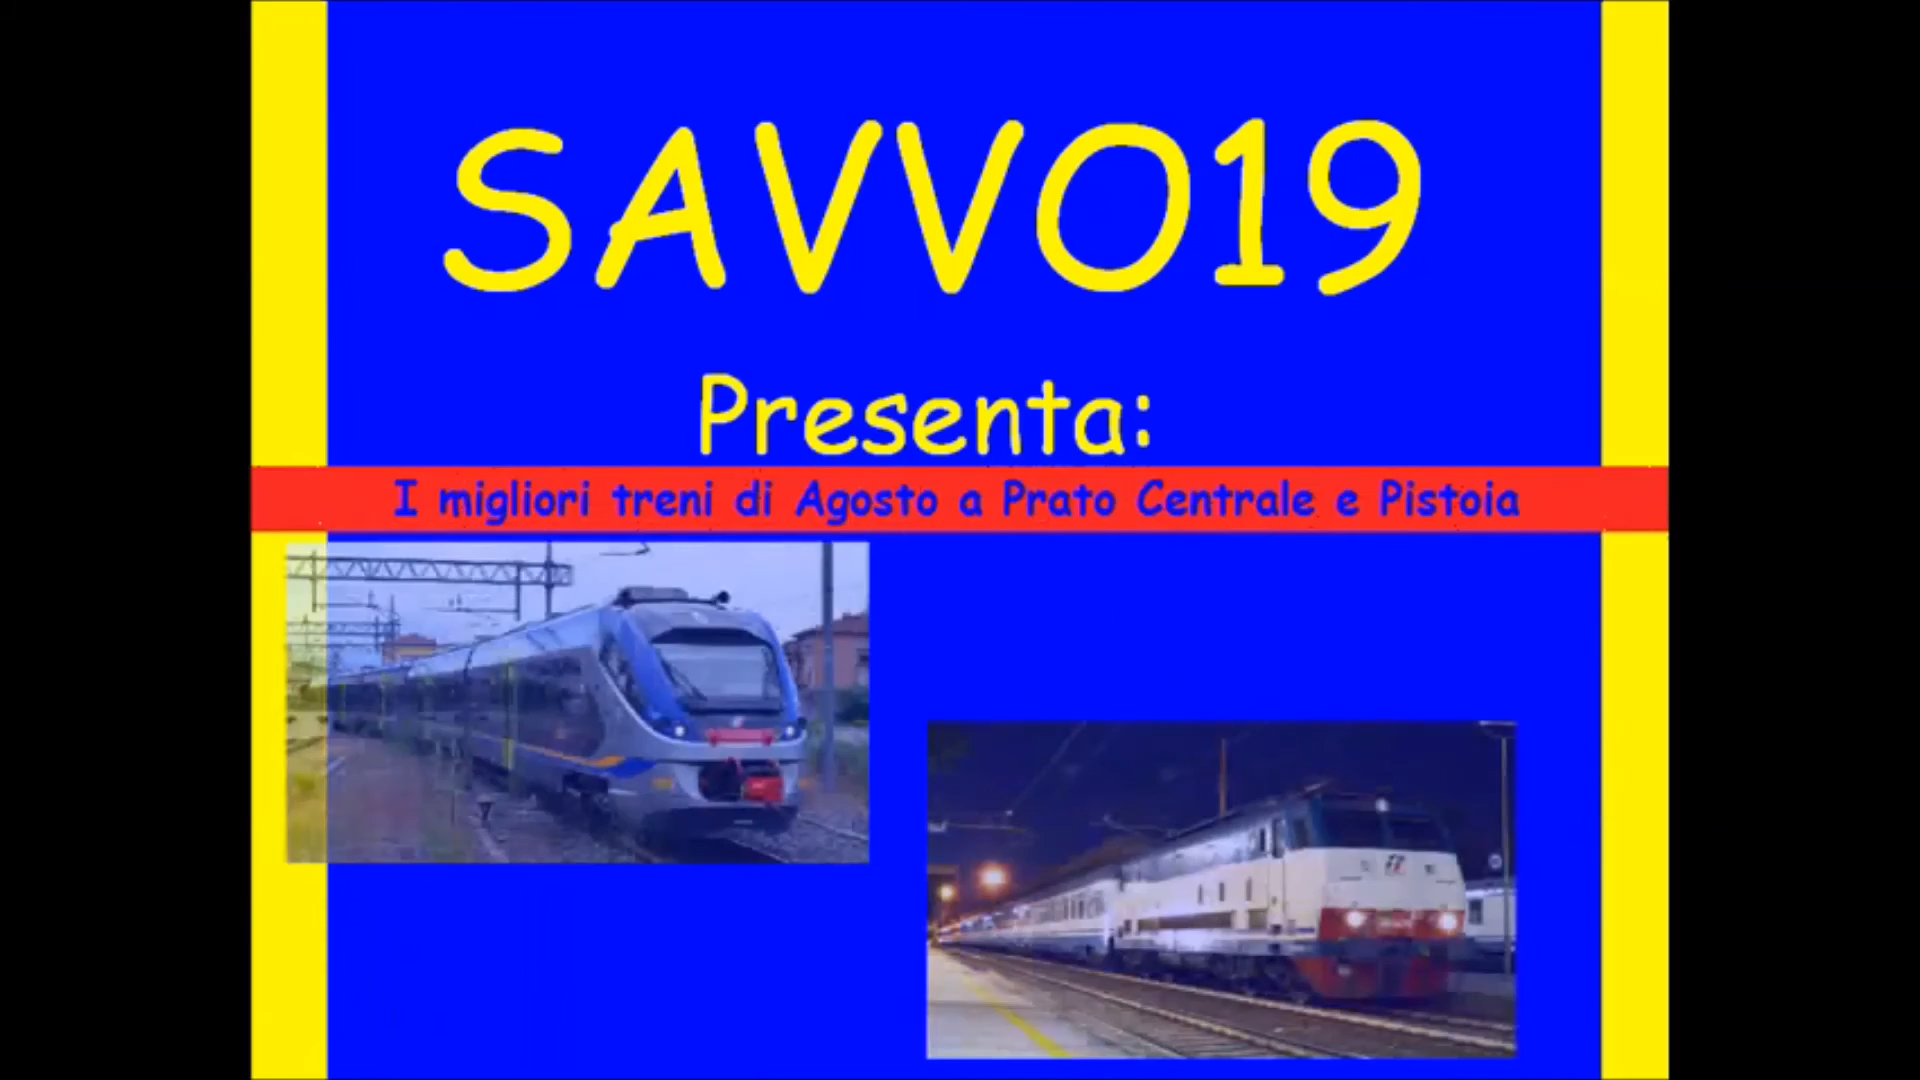 SAVVO19
Presenta:
I migliori treni di Agosto a Prato Centrale e Pistoia